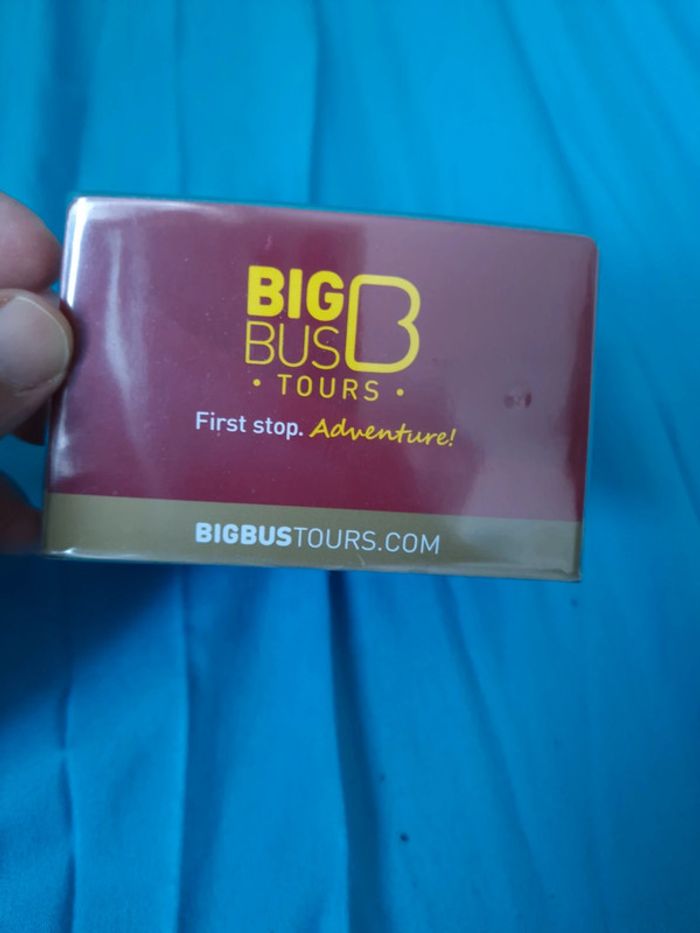 BIG
BUS B
• TOURS •
First stop. Adventure!
BIGBUSTOURS.COM